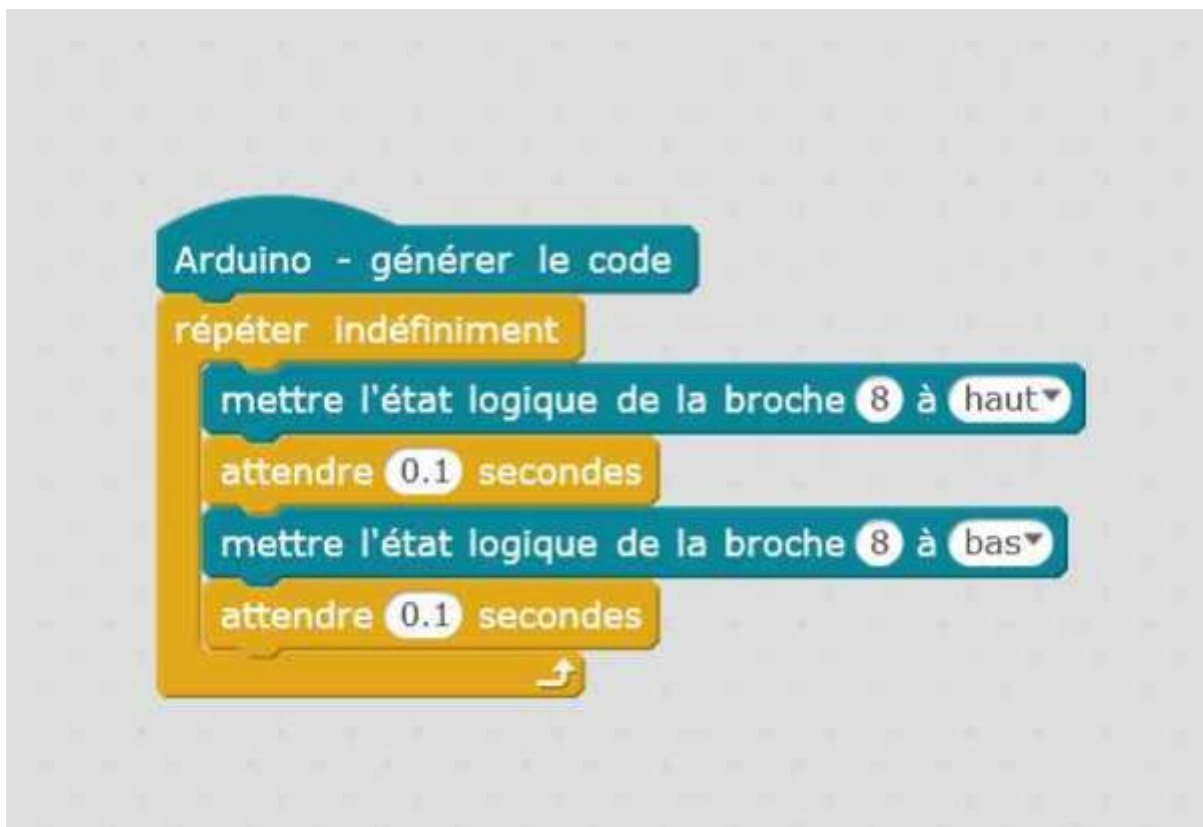 Arduino - générer le code
répéter indéfiniment
mettre l'état logique de la broche 8 à haut
attendre 0.1 secondes
mettre l'état logique de la broche 8 à bas
attendre 0.1 secondes